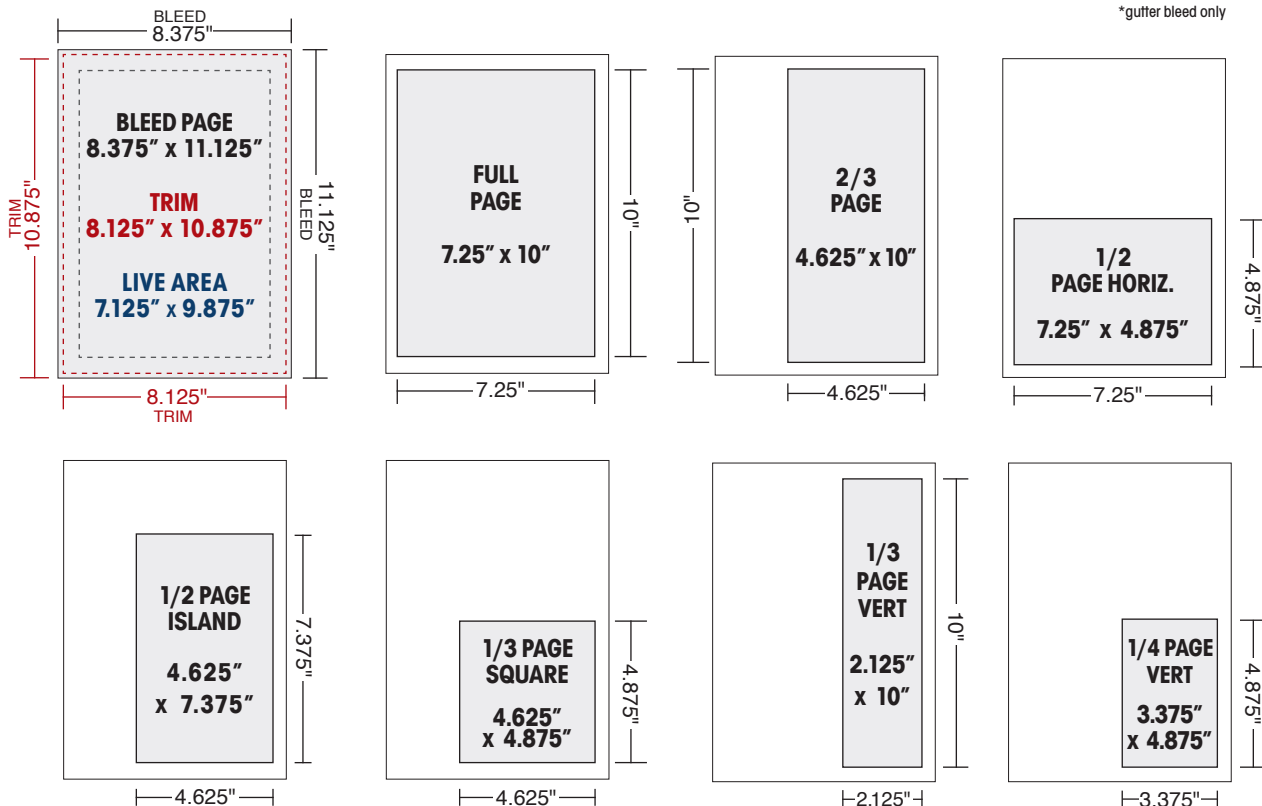 *gutter bleed only
BLEED
8.375"
BLEED PAGE
8.375” x 11.125”
TRIM
8.125” x 10.875”
LIVE AREA
7.125” x 9.875”
TRIM
10.875"
11.125"
BLEED
8.125"
TRIM
FULL
PAGE
7.25” x 10”
10"
7.25"
10"
2/3
PAGE
4.625” x 10”
4.625"
1/2
PAGE HORIZ.
7.25” x 4.875”
4.875"
7.25"
1/2 PAGE
ISLAND
4.625”
x 7.375”
7.375"
4.625"
1/3 PAGE
SQUARE
4.625”
x 4.875”
4.875"
4.625"
1/3
PAGE
VERT
2.125”
x 10”
10"
2.125"
1/4 PAGE
VERT
3.375”
x 4.875”
4.875"
3.375"